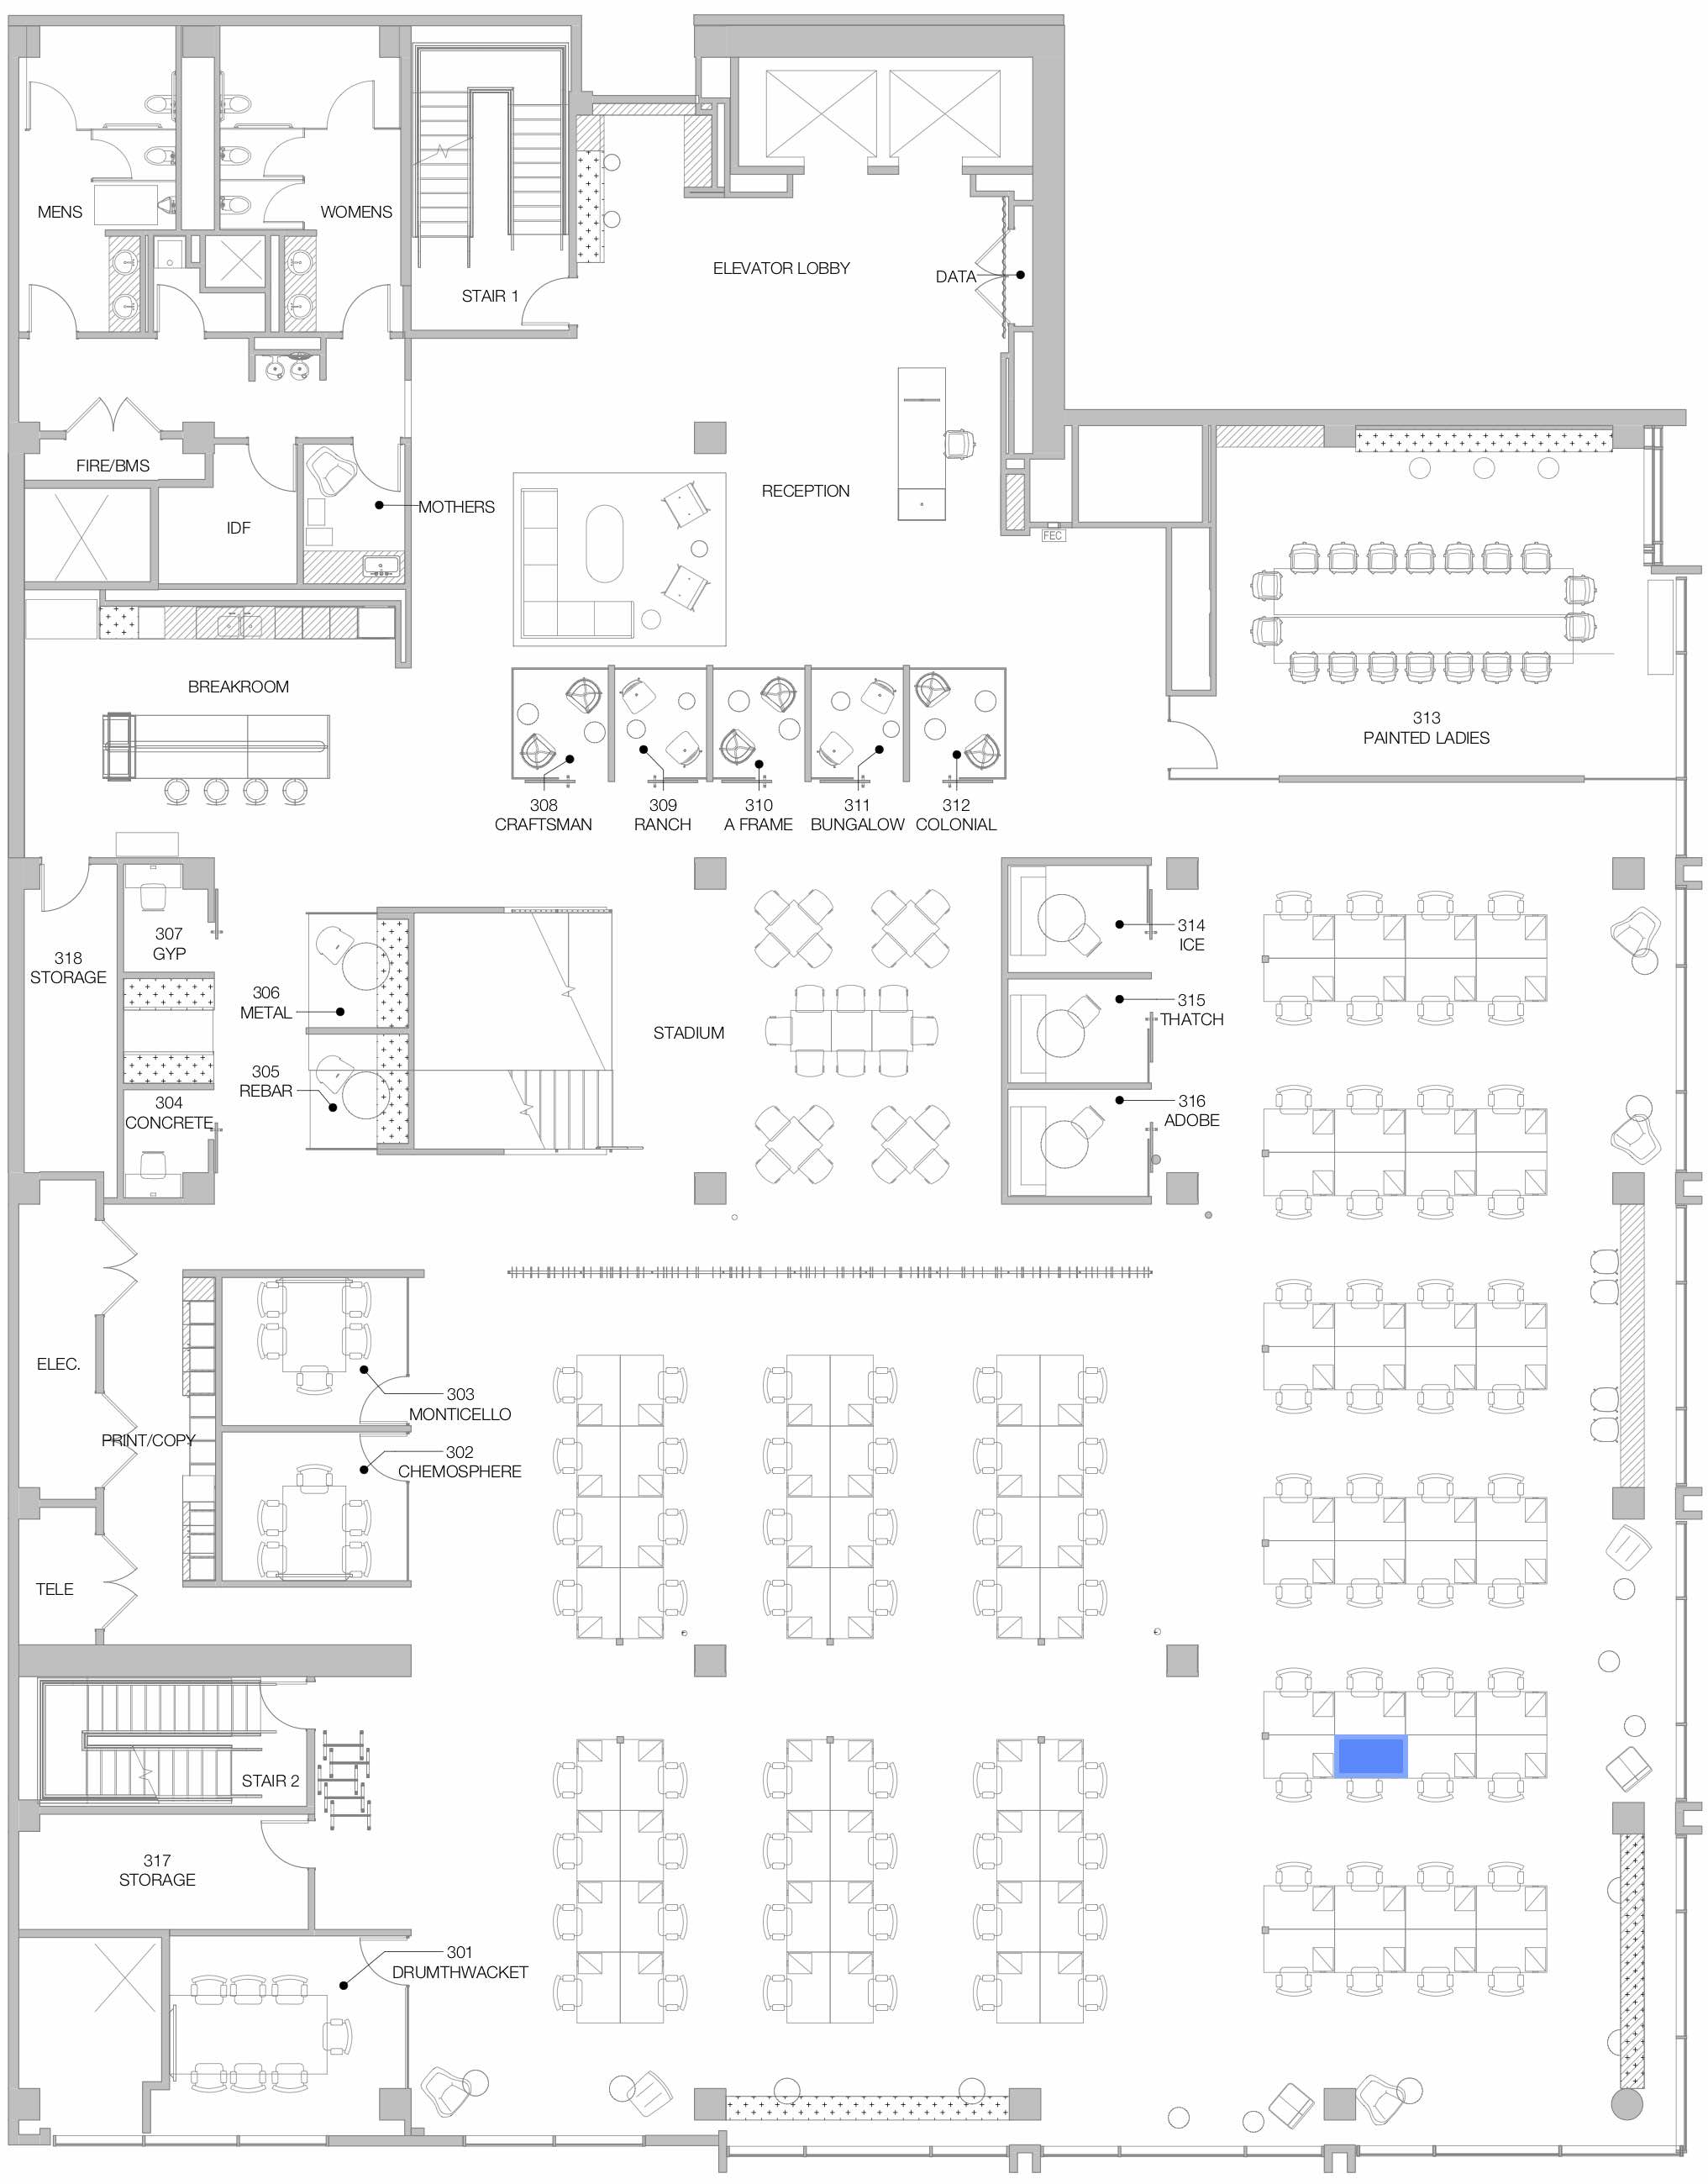 MENS
WOMENS
STAIR 1
ELEVATOR LOBBY
DATA
FIRE/BMS
MOTHERS
IDF
RECEPTION
FEC
BREAKROOM
313
PAINTED LADIES
308
CRAFTSMAN
309
RANCH
310
A FRAME
311
BUNGALOW
312
COLONIAL
307
GYP
318
STORAGE
306
METAL
305
REBAR
304
CONCRETE
STADIUM
314
ICE
315
THATCH
316
ADOBE
ELEC.
303
MONTICELLO
PRINT/COPY
302
CHEMOSPHERE
TELE
STAIR 2
317
STORAGE
301
DRUMTHWACKET